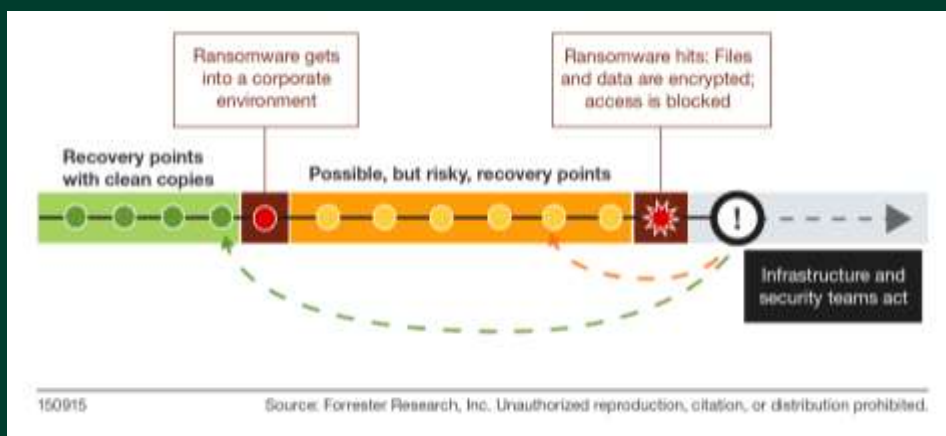 Ransomware gets
into a corporate
environment
Ransomware hits: Files
and data are encrypted;
access is blocked
Recovery points
with clean copies
Possible, but risky, recovery points
!
Infrastructure and
security teams act
150915
Source: Forrester Research, Inc. Unauthorized reproduction, citation, or distribution prohibited.